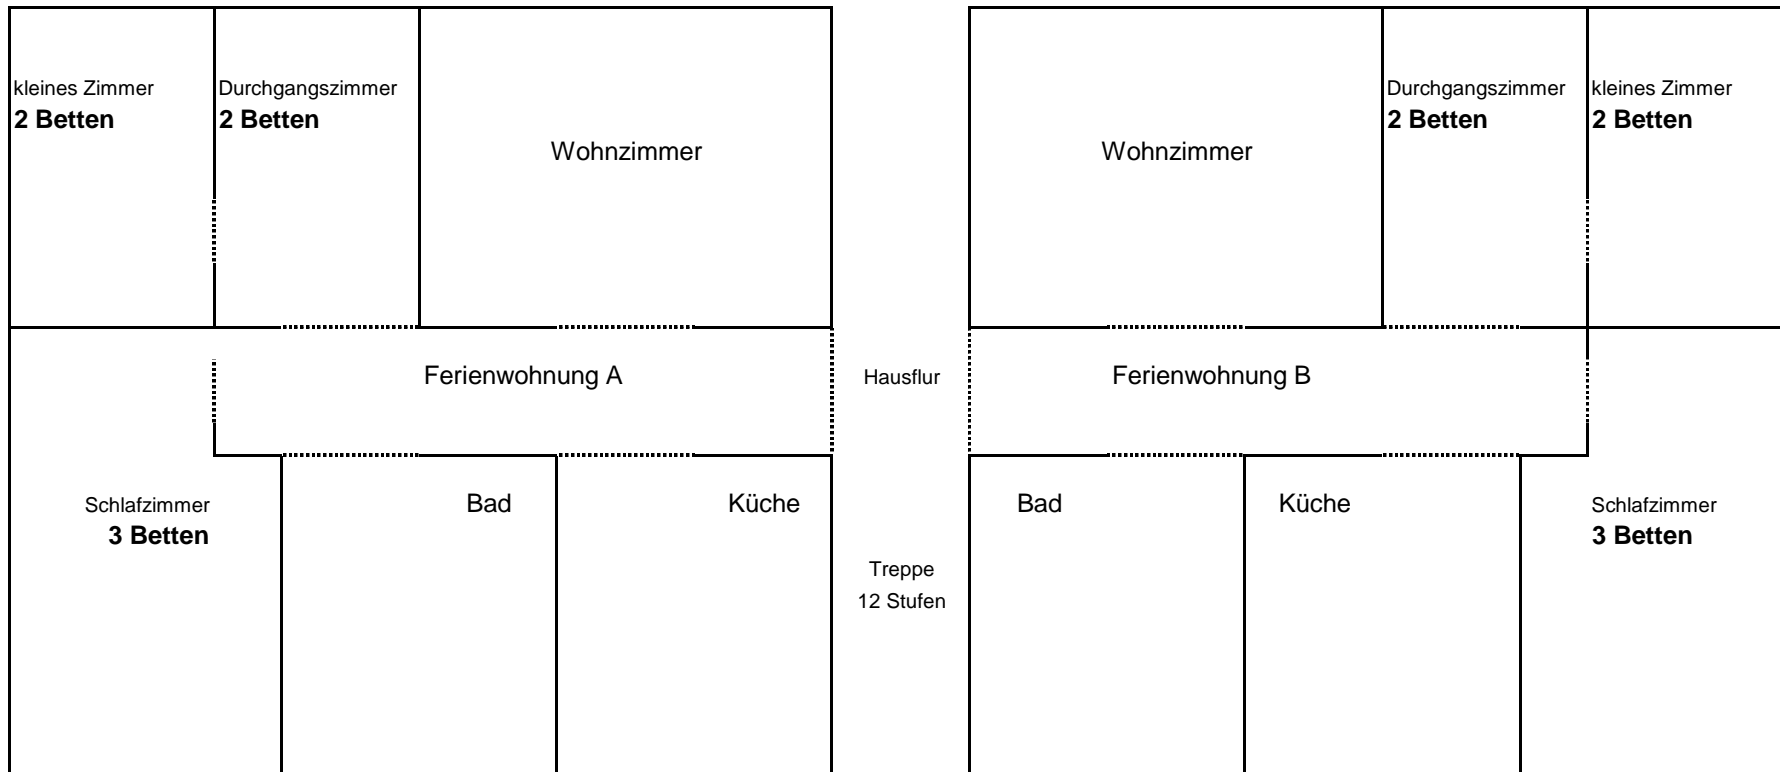 kleines Zimmer
2 Betten
Durchgangszimmer
2 Betten
Wohnzimmer
Wohnzimmer
Durchgangszimmer
2 Betten
kleines Zimmer
2 Betten
Ferienwohnung A
Hausflur
Ferienwohnung B
Schlafzimmer
3 Betten
Bad
Küche
Treppe
12 Stufen
Bad
Küche
Schlafzimmer
3 Betten